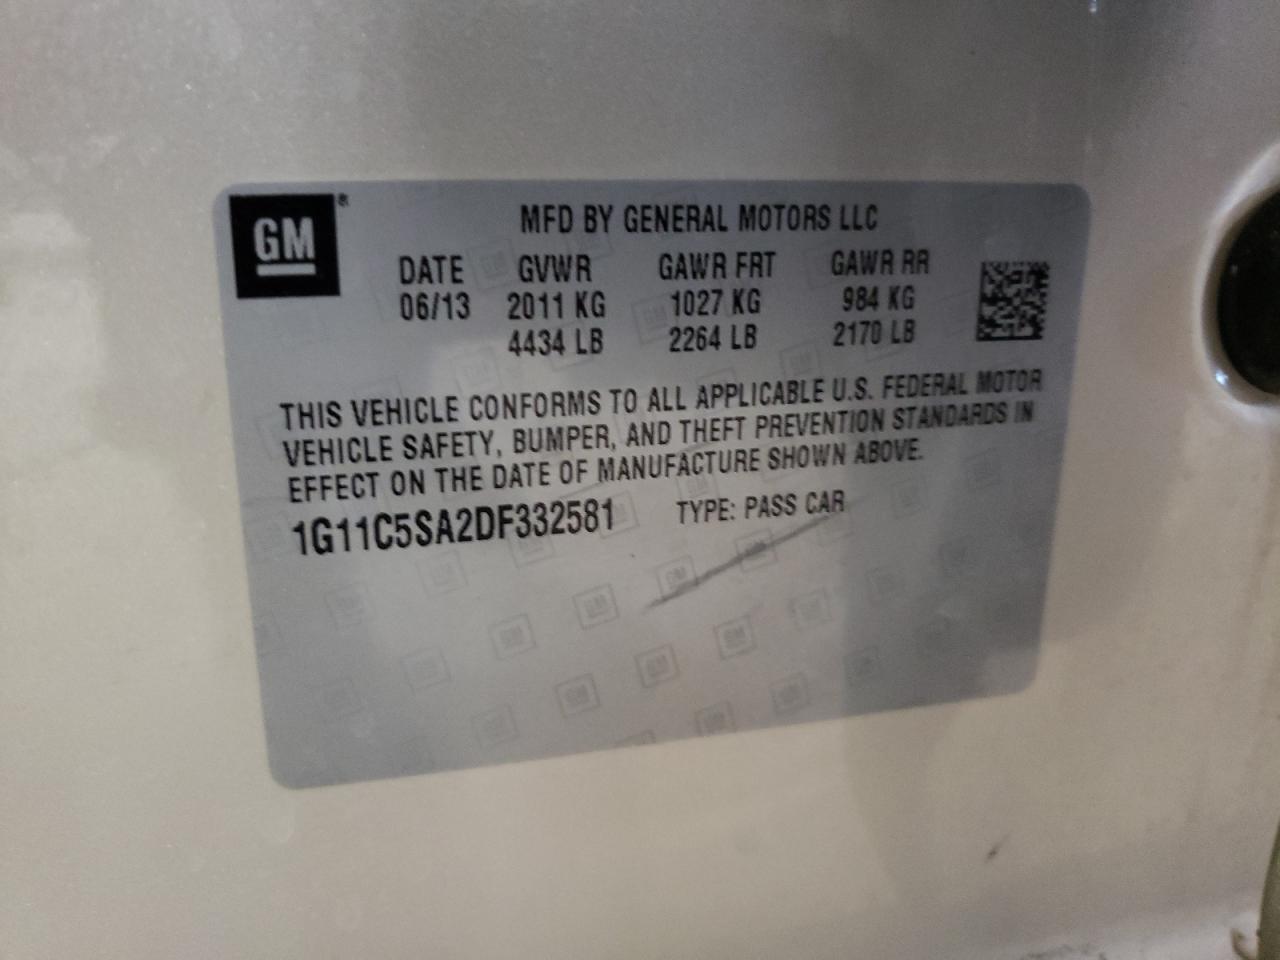 GM®
MFD BY GENERAL MOTORS LLC
DATE GVWR GAWR FRT GAWR RR
06/13 2011 KG 1027 KG 984 KG
4434 LB 2264 LB 2170 LB
THIS VEHICLE CONFORMS TO ALL APPLICABLE U.S. FEDERAL MOTOR
VEHICLE SAFETY, BUMPER, AND THEFT PREVENTION STANDARDS IN
EFFECT ON THE DATE OF MANUFACTURE SHOWN ABOVE.
1G11C5SA2DF332581 TYPE: PASS CAR